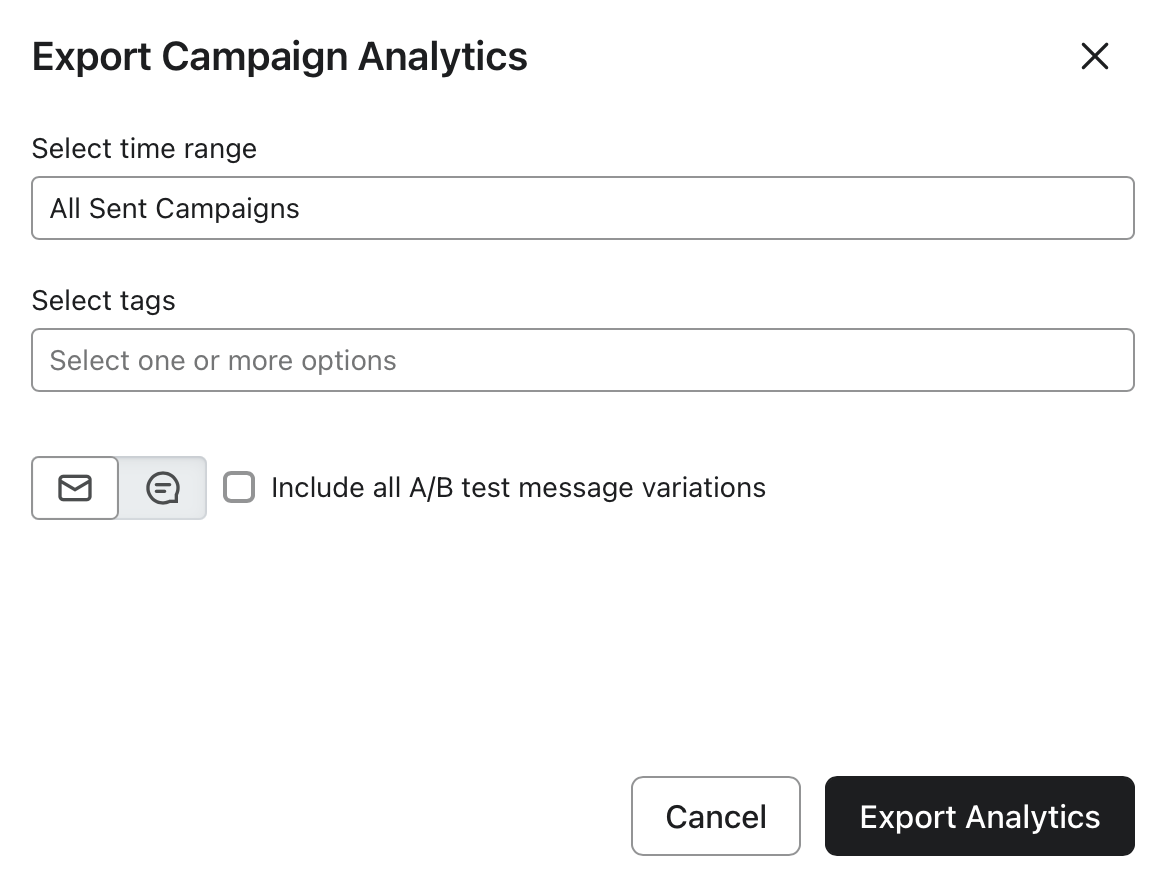 Export Campaign Analytics
Select time range
All Sent Campaigns
Select tags
Select one or more options
Include all A/B test message variations
Cancel
Export Analytics